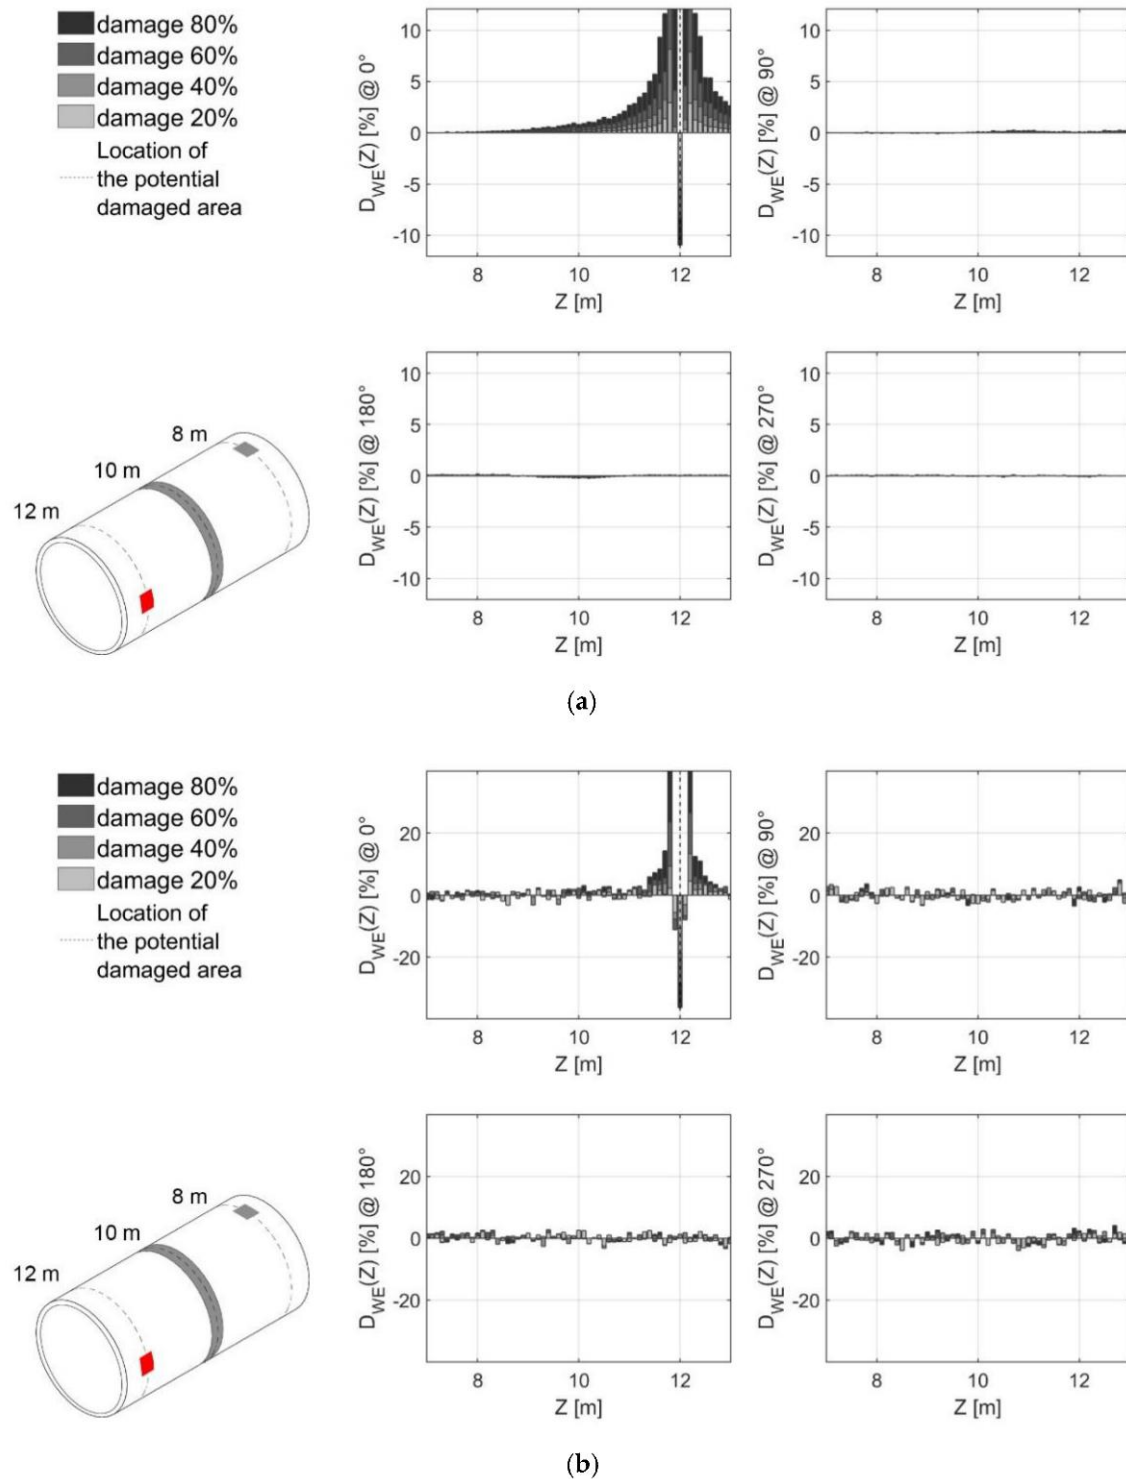 damage 80%
damage 60%
damage 40%
damage 20%
Location of
the potential
damaged area
D_WE(Z) [%] @ 0°
10
5
0
-5
-10
8 10 12
Z [m]
D_WE(Z) [%] @ 90°
10
5
0
-5
-10
8 10 12
Z [m]
8 m
10 m
12 m
D_WE(Z) [%] @ 180°
10
5
0
-5
-10
8 10 12
Z [m]
D_WE(Z) [%] @ 270°
10
5
0
-5
-10
8 10 12
Z [m]
(a)
damage 80%
damage 60%
damage 40%
damage 20%
Location of
the potential
damaged area
D_WE(Z) [%] @ 0°
20
0
-20
8 10 12
Z [m]
D_WE(Z) [%] @ 90°
20
0
-20
8 10 12
Z [m]
8 m
10 m
12 m
D_WE(Z) [%] @ 180°
20
0
-20
8 10 12
Z [m]
D_WE(Z) [%] @ 270°
20
0
-20
8 10 12
Z [m]
(b)